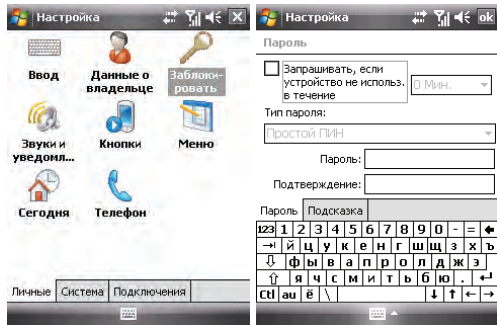 Настройка
Ввод
Данные о
владельце
Заблоки-
ровать
Звуки и
уведомл...
Кнопки
Меню
Сегодня
Телефон
Личные Система Подключения
Настройка ok
Пароль
Запрашивать, если
устройство не использ.
в течение
0 Мин.
Тип пароля:
Простой ПИН
Пароль:
Подтверждение:
Пароль Подсказка
123 1 2 3 4 5 6 7 8 9 0 - =
й ц у к е н г ш щ з х ъ
ф ы в а п р о л д ж э
я ч с м и т ь б ю .
Ctl аu ё \